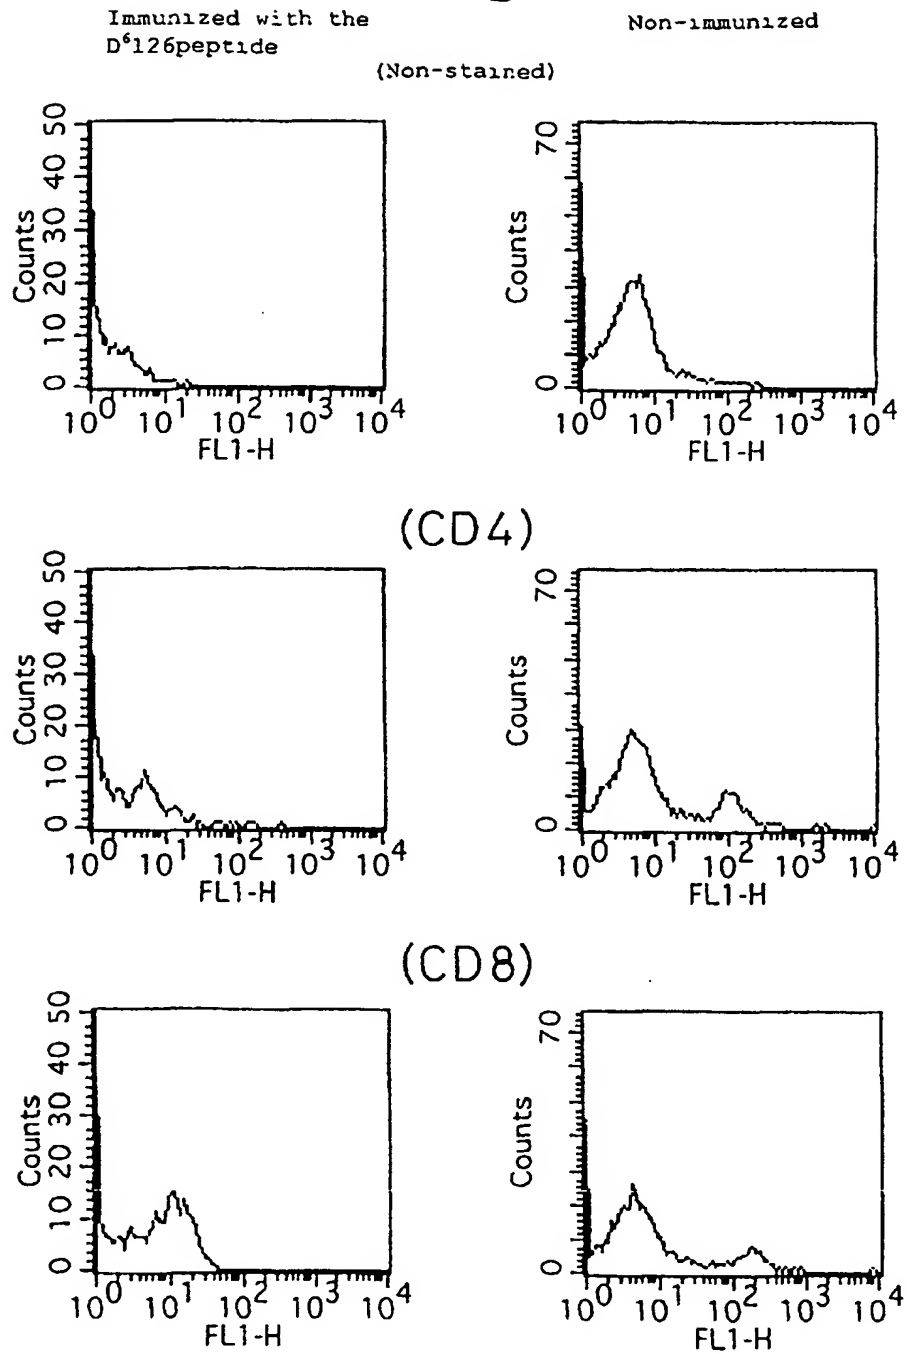 Immunized with the
D⁶126peptide
Non-immunized
(Non-stained)
50
40
30
20
10
0
Counts
10⁰ 10¹ 10² 10³ 10⁴
FL1-H
70
0
Counts
10⁰ 10¹ 10² 10³ 10⁴
FL1-H
(CD4)
50
40
30
20
10
0
Counts
10⁰ 10¹ 10² 10³ 10⁴
FL1-H
70
0
Counts
10⁰ 10¹ 10² 10³ 10⁴
FL1-H
(CD8)
50
40
30
20
10
0
Counts
10⁰ 10¹ 10² 10³ 10⁴
FL1-H
70
0
Counts
10⁰ 10¹ 10² 10³ 10⁴
FL1-H